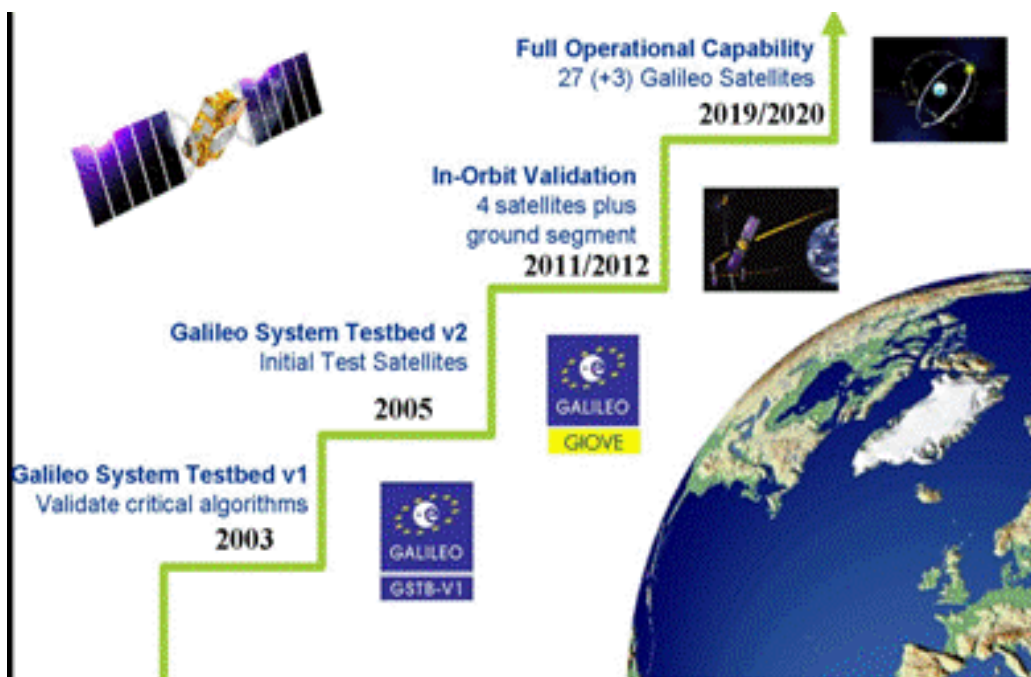 Full Operational Capability
27 (+3) Galileo Satellites
2019/2020
In-Orbit Validation
4 satellites plus
ground segment
2011/2012
Galileo System Testbed v2
Initial Test Satellites
2005
GALILEO
GIOVE
Galileo System Testbed v1
Validate critical algorithms
2003
GALILEO
GSTB-V1